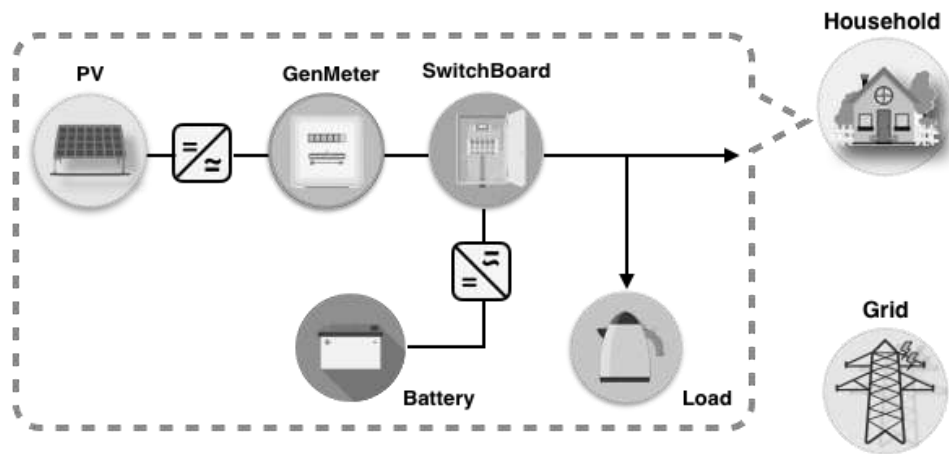 Household
PV
GenMeter
SwitchBoard
Battery
Load
Grid